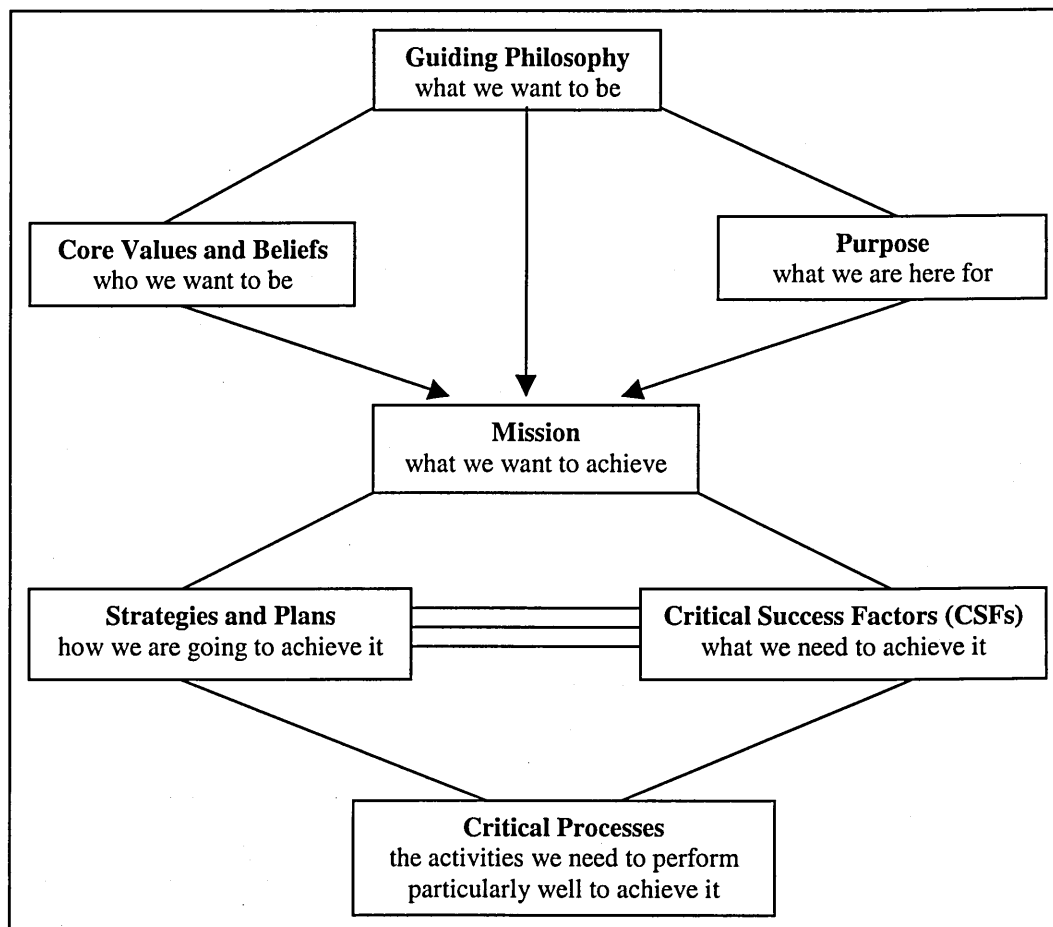 Guiding Philosophy
what we want to be
Core Values and Beliefs
who we want to be
Purpose
what we are here for
Mission
what we want to achieve
Strategies and Plans
how we are going to achieve it
Critical Success Factors (CSFs)
what we need to achieve it
Critical Processes
the activities we need to perform
particularly well to achieve it